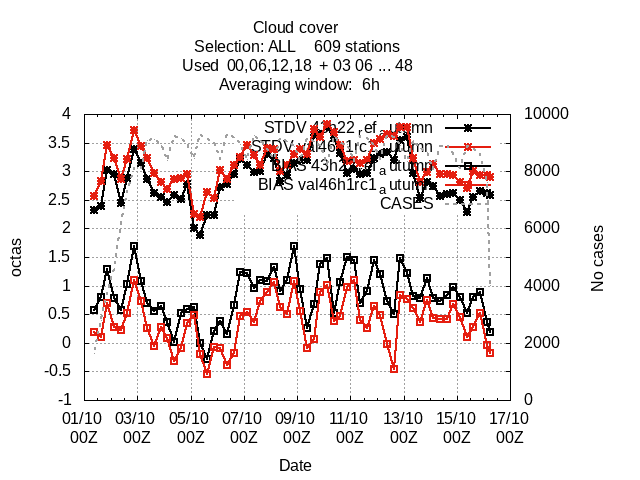 Cloud cover
Selection: ALL 609 stations
Used 00,06,12,18 + 03 06 ... 48
Averaging window: 6h
4
3.5
3
2.5
2
1.5
1
0.5
0
-0.5
-1
octas
10000
8000
6000
4000
2000
0
No cases
CASES
01/10 03/10 05/10 07/10 09/10 11/10 13/10 15/10 17/10
00Z 00Z 00Z 00Z 00Z 00Z 00Z 00Z 00Z
Date